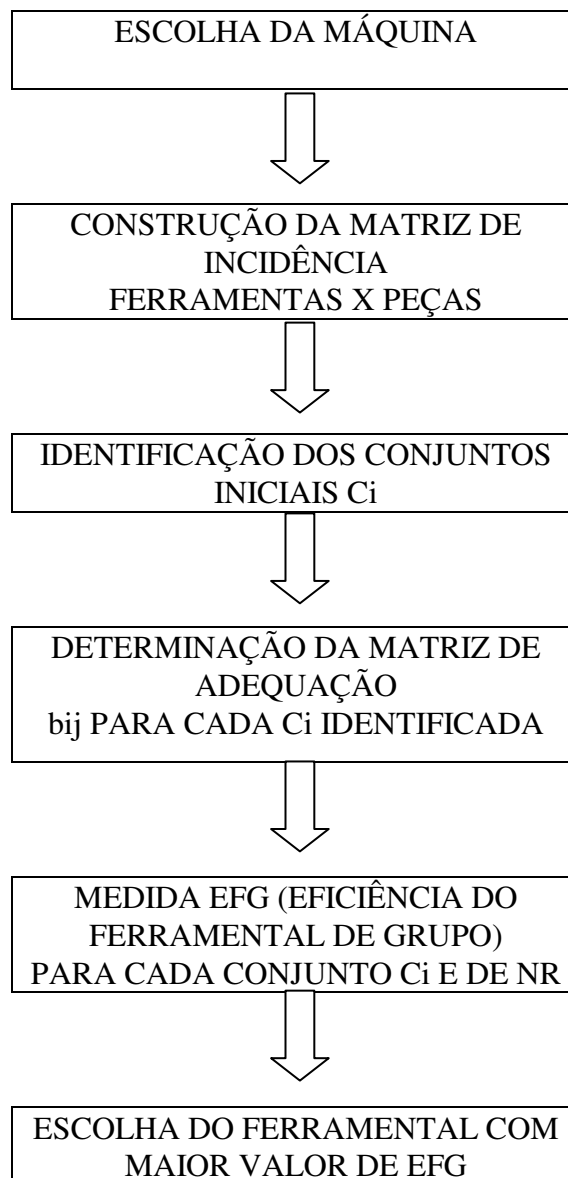 ESCOLHA DA MÁQUINA
CONSTRUÇÃO DA MATRIZ DE
INCIDÊNCIA
FERRAMENTAS X PEÇAS
IDENTIFICAÇÃO DOS CONJUNTOS
INICIAIS Ci
DETERMINAÇÃO DA MATRIZ DE
ADEQUAÇÃO
bij PARA CADA Ci IDENTIFICADA
MEDIDA EFG (EFICIÊNCIA DO
FERRAMENTAL DE GRUPO)
PARA CADA CONJUNTO Ci E DE NR
ESCOLHA DO FERRAMENTAL COM
MAIOR VALOR DE EFG